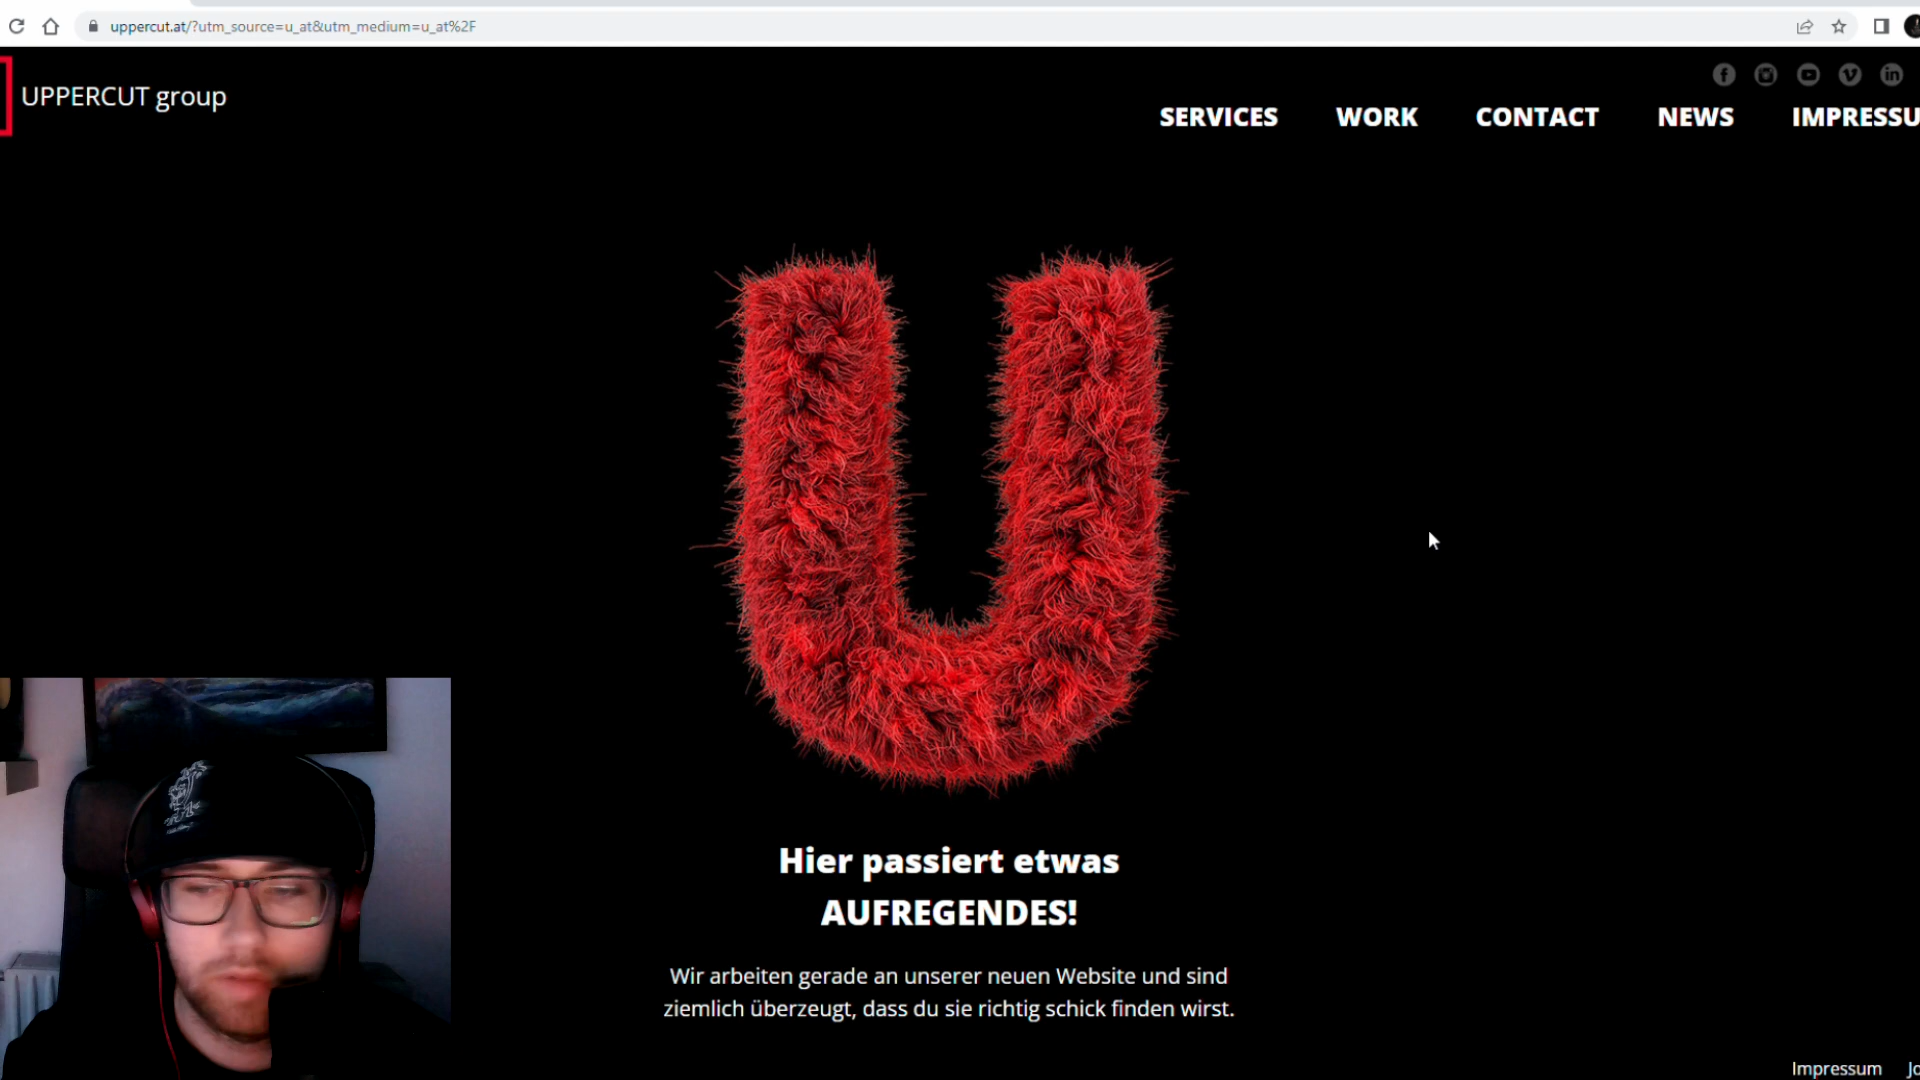 uppercut.at/?utm_source=u_at&utm_medium=u_at%2F
UPPERCUT group
SERVICES WORK CONTACT NEWS IMPRESSU
U
Hier passiert etwas
AUFREGENDES!
Wir arbeiten gerade an unserer neuen Website und sind
ziemlich überzeugt, dass du sie richtig schick finden wirst.
Impressum Jo